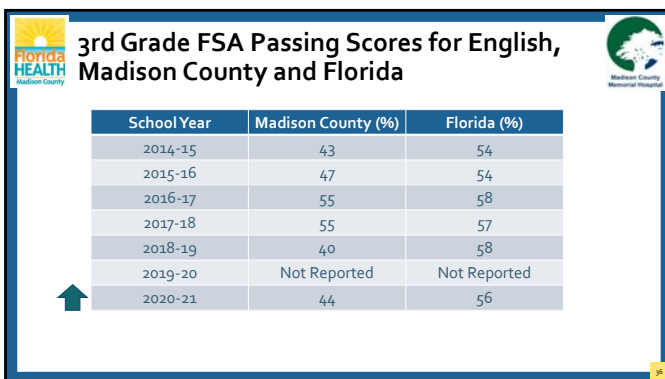 Florida
HEALTH
Madison County
3rd Grade FSA Passing Scores for English,
Madison County and Florida
Madison County
Memorial Hospital
School Year Madison County (%) Florida (%)
2014-15 43 54
2015-16 47 54
2016-17 55 58
2017-18 55 57
2018-19 40 58
2019-20 Not Reported Not Reported
2020-21 44 56
36